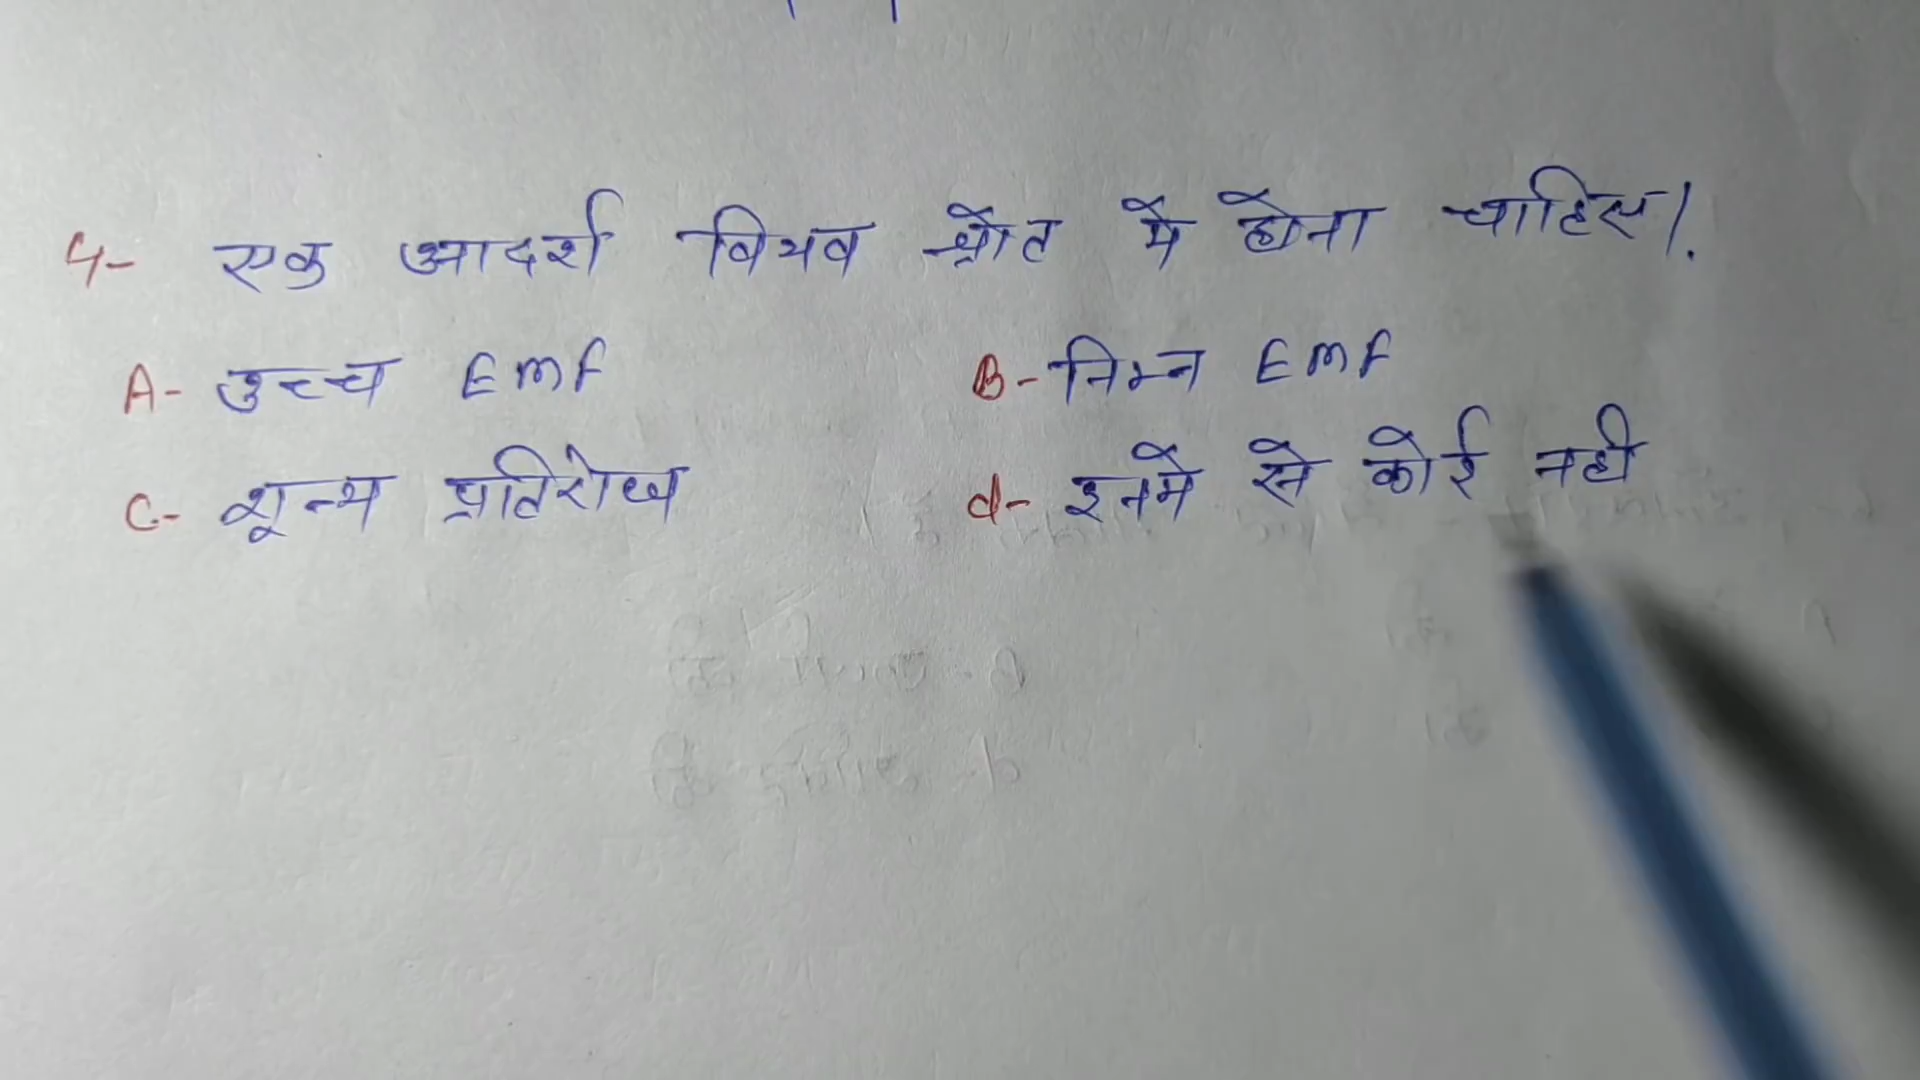 4- एक आदर्श विभव श्रोत मे होना चाहिए।.
A- उच्च Emf B- निम्न Emf
C- शून्य प्रतिरोध d- इनमे से कोई नही